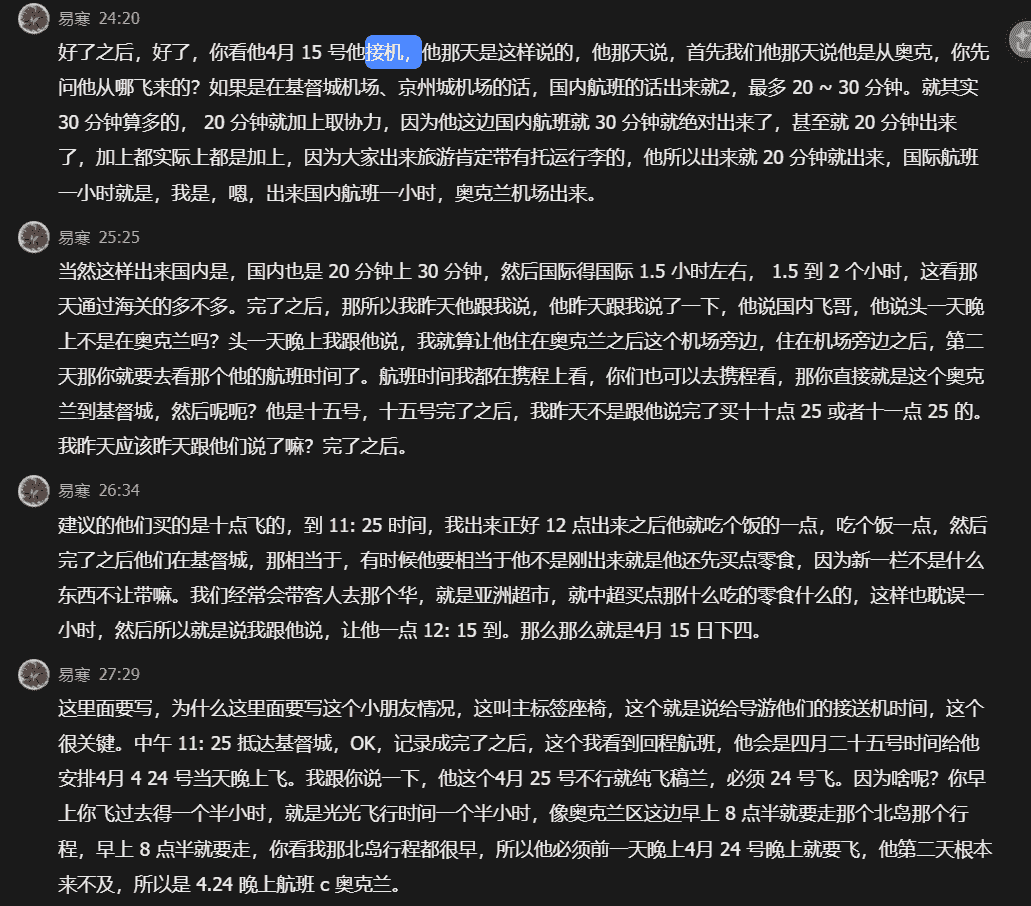 易寒 24:20
好了之后，好了，你看他4月 15 号他接机，他那天是这样说的，他那天说，首先我们他那天说他是从奥克，你先
问他从哪飞来的？如果是在基督城机场、京州城机场的话，国内航班的话出来就2，最多 20 ~ 30 分钟。就其实
30 分钟算多的， 20 分钟就加上取协力，因为他这边国内航班就 30 分钟就绝对出来了，甚至就 20 分钟出来
了，加上都实际上都是加上，因为大家出来旅游肯定带有托运行李的，他所以出来就 20 分钟就出来，国际航班
一小时就是，我是，嗯，出来国内航班一小时，奥克兰机场出来。
易寒 25:25
当然这样出来国内是，国内也是 20 分钟上 30 分钟，然后国际得国际 1.5 小时左右， 1.5 到 2 个小时，这看那
天通过海关的多不多。完了之后，那所以我昨天他跟我说，他昨天跟我说了一下，他说国内飞哥，他说头一天晚
上不是在奥克兰吗？头一天晚上我跟他说，我就算让他住在奥克兰之后这个机场旁边，住在机场旁边之后，第二
天那你就要去看那个他的航班时间了。航班时间我都在携程上看，你们也可以去携程看，那你直接就是这个奥克
兰到基督城，然后呢呃？他是十五号，十五号完了之后，我昨天不是跟他说完了买十十点 25 或者十一点 25 的。
我昨天应该昨天跟他们说了嘛？完了之后。
易寒 26:34
建议的他们买的是十点飞的，到 11: 25 时间，我出来正好 12 点出来之后他就吃个饭的一点，吃个饭一点，然后
完了之后他们在基督城，那相当于，有时候他要相当于他不是刚出来就是他还先买点零食，因为新一栏不是什么
东西不让带嘛。我们经常会带客人去那个华，就是亚洲超市，就中超买点那什么吃的零食什么的，这样也耽误一
小时，然后所以就是说我跟他说，让他一点 12: 15 到。那么那么就是4月 15 日下四。
易寒 27:29
这里面要写，为什么这里面要写这个小朋友情况，这叫主标签座椅，这个就是说给导游他们的接送机时间，这个
很关键。中午 11: 25 抵达基督城，OK，记录成完了之后，这个我看到回程航班，他会是四月二十五号时间给他
安排4月 4 24 号当天晚上飞。我跟你说一下，他这个4月 25 号不行就纯飞稿兰，必须 24 号飞。因为啥呢？你早
上你飞过去得一个半小时，就是光光飞行时间一个半小时，像奥克兰区这边早上 8 点半就要走那个北岛那个行
程，早上 8 点半就要走，你看我那北岛行程都很早，所以他必须前一天晚上4月 24 号晚上就要飞，他第二天根本
来不及，所以是 4.24 晚上航班 c 奥克兰。